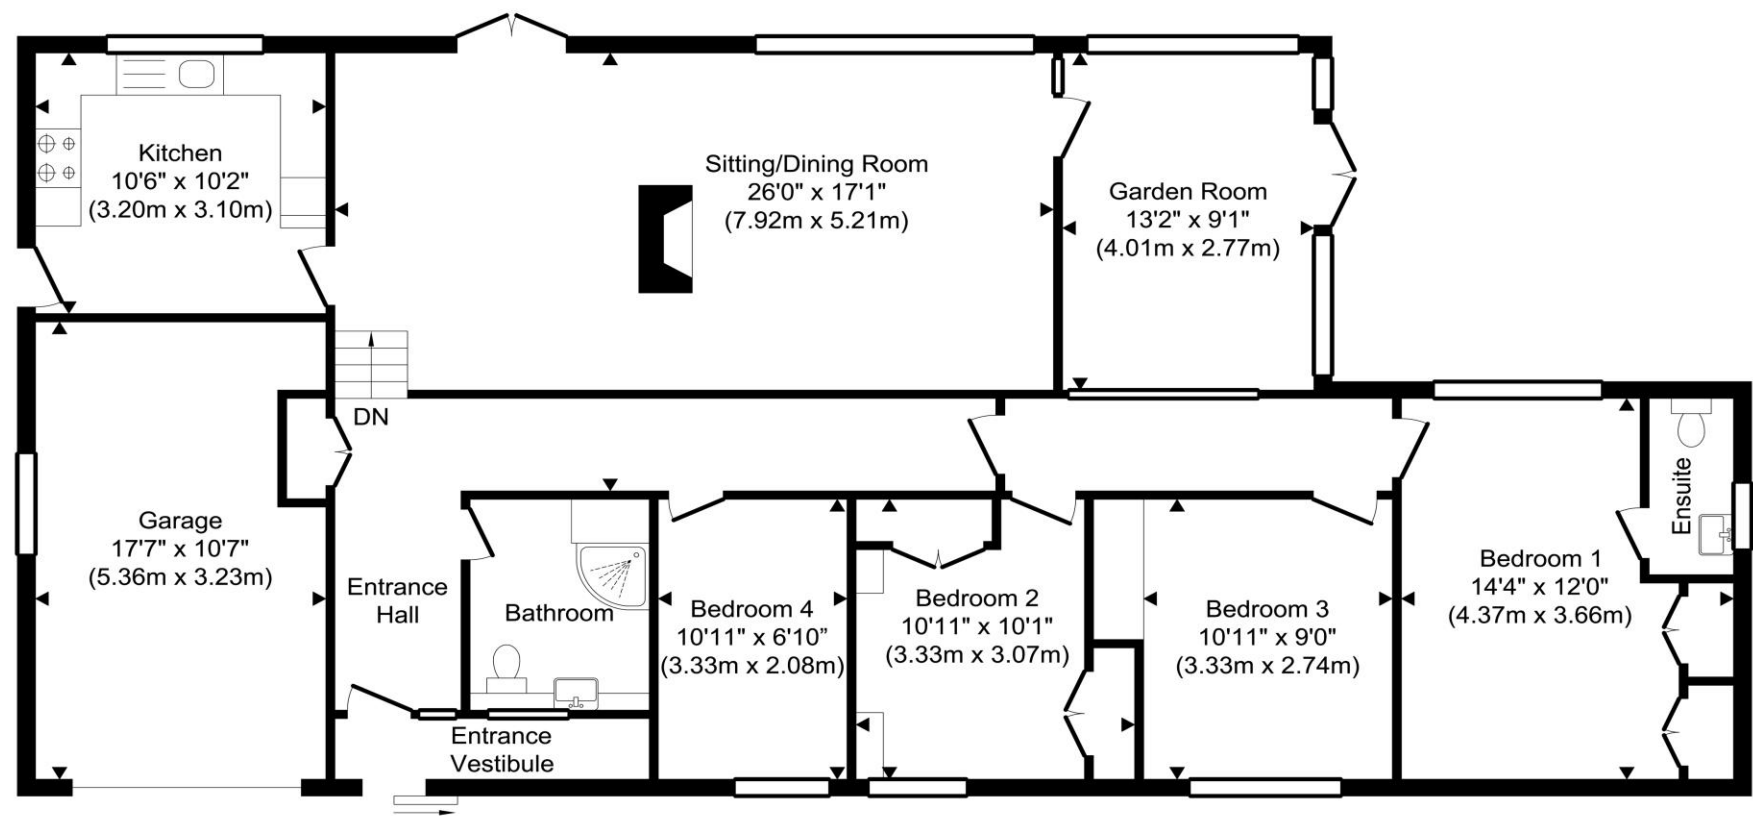 Kitchen
10'6" x 10'2"
(3.20m x 3.10m)
Sitting/Dining Room
26'0" x 17'1"
(7.92m x 5.21m)
Garden Room
13'2" x 9'1"
(4.01m x 2.77m)
DN
Garage
17'7" x 10'7"
(5.36m x 3.23m)
Entrance
Hall
Bathroom
Bedroom 4
10'11" x 6'10”
(3.33m x 2.08m)
Bedroom 2
10'11" x 10'1"
(3.33m x 3.07m)
Bedroom 3
10'11" x 9'0"
(3.33m x 2.74m)
Bedroom 1
14'4" x 12'0"
(4.37m x 3.66m)
Ensuite
Entrance
Vestibule